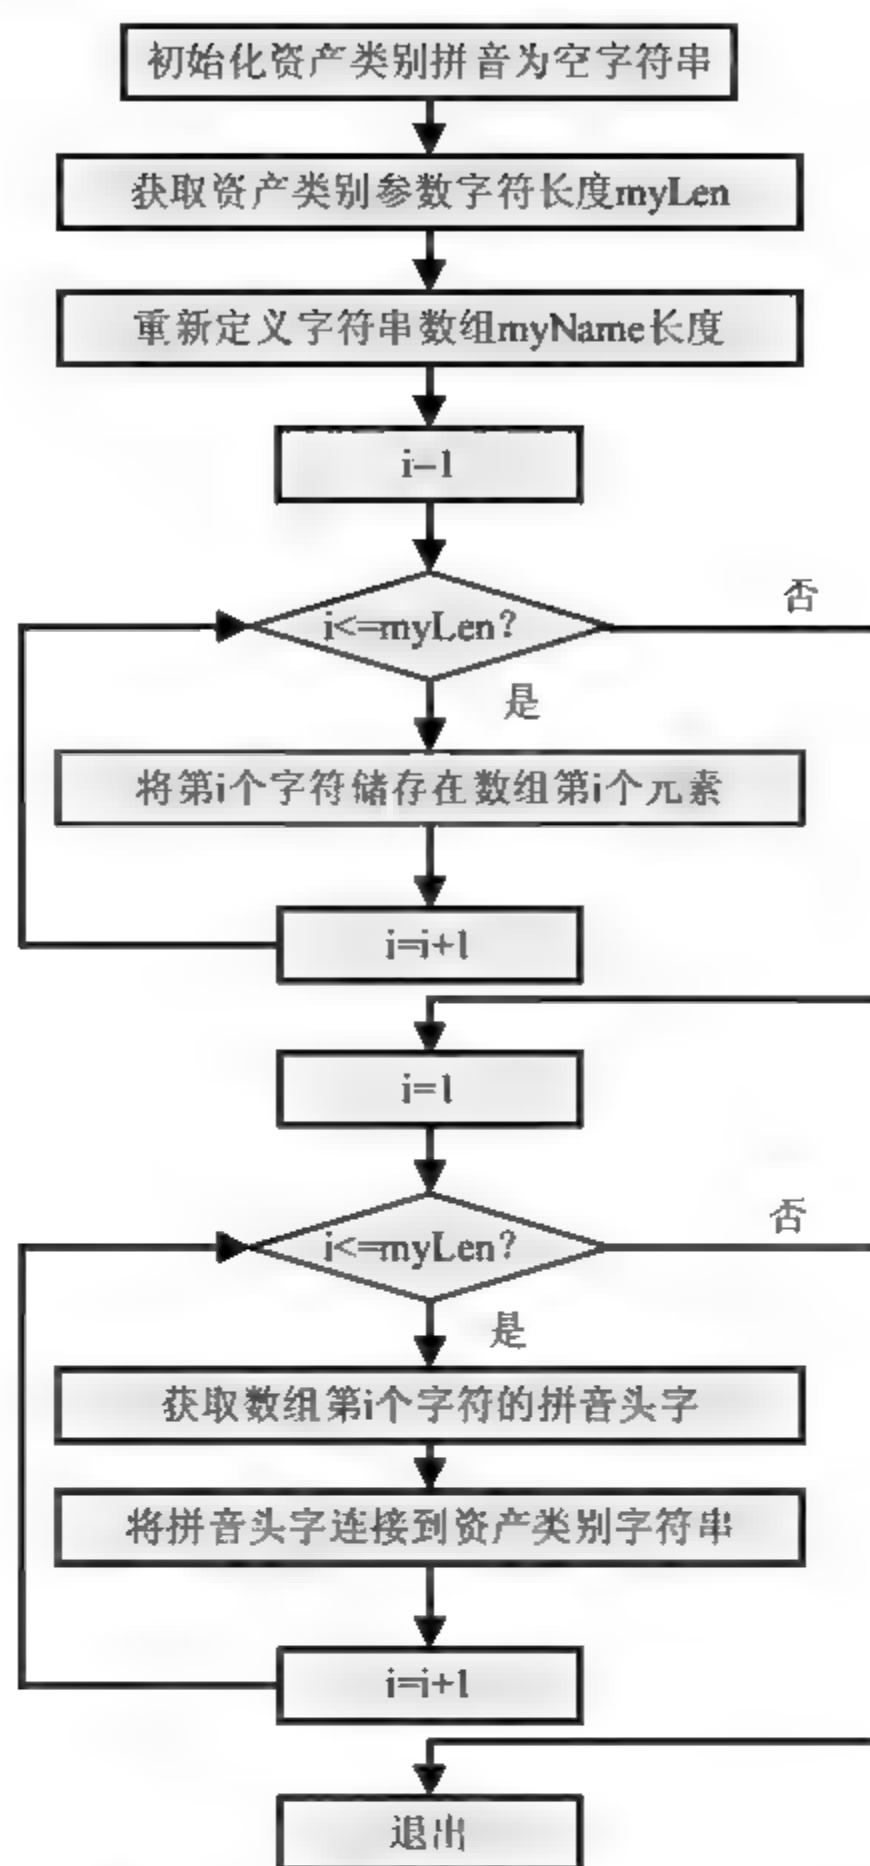 初始化资产类别拼音为空字符串
获取资产类别参数字符长度myLen
重新定义字符串数组myName长度
i=1
i<=myLen?
否
是
将第i个字符储存在数组第i个元素
i=i+1
i=1
i<=myLen?
否
是
获取数组第i个字符的拼音头字
将拼音头字连接到资产类别字符串
i=i+1
退出